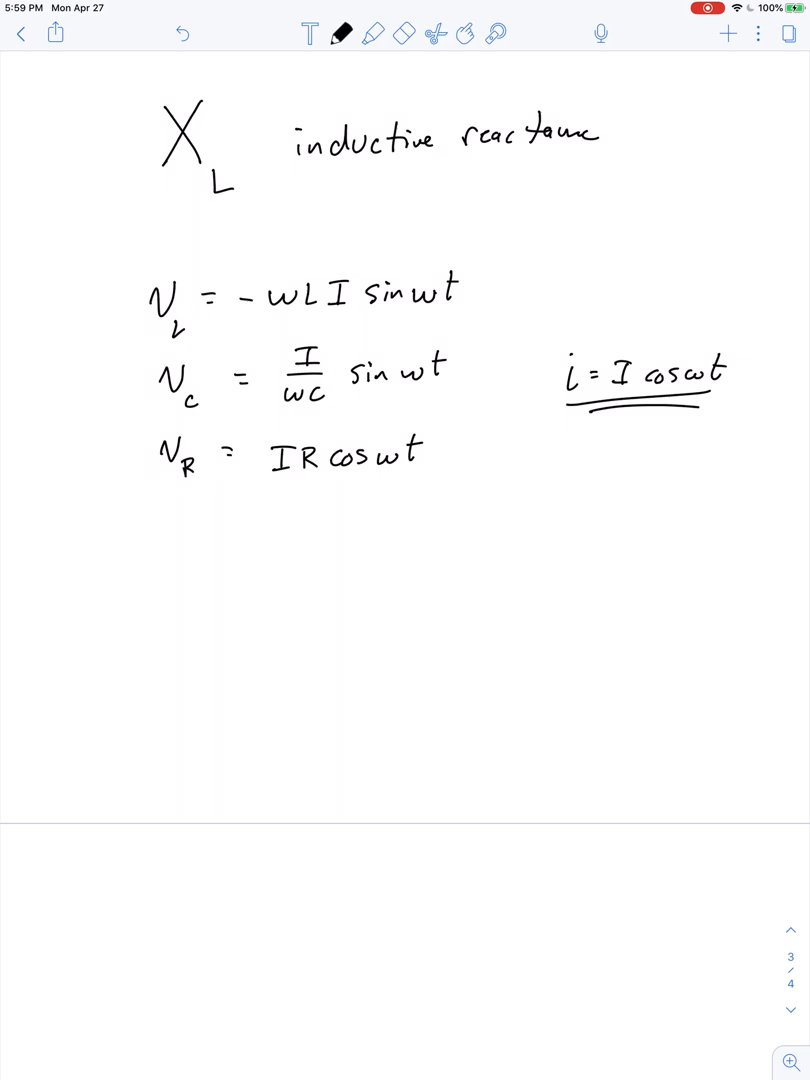 5:59 PM Mon Apr 27 100%
X_L inductive reactance
v_L = - ωLI sin ωt
v_C = I/ωC sin ωt
i = I cos ωt
v_R = IR cos ωt
3
/
4